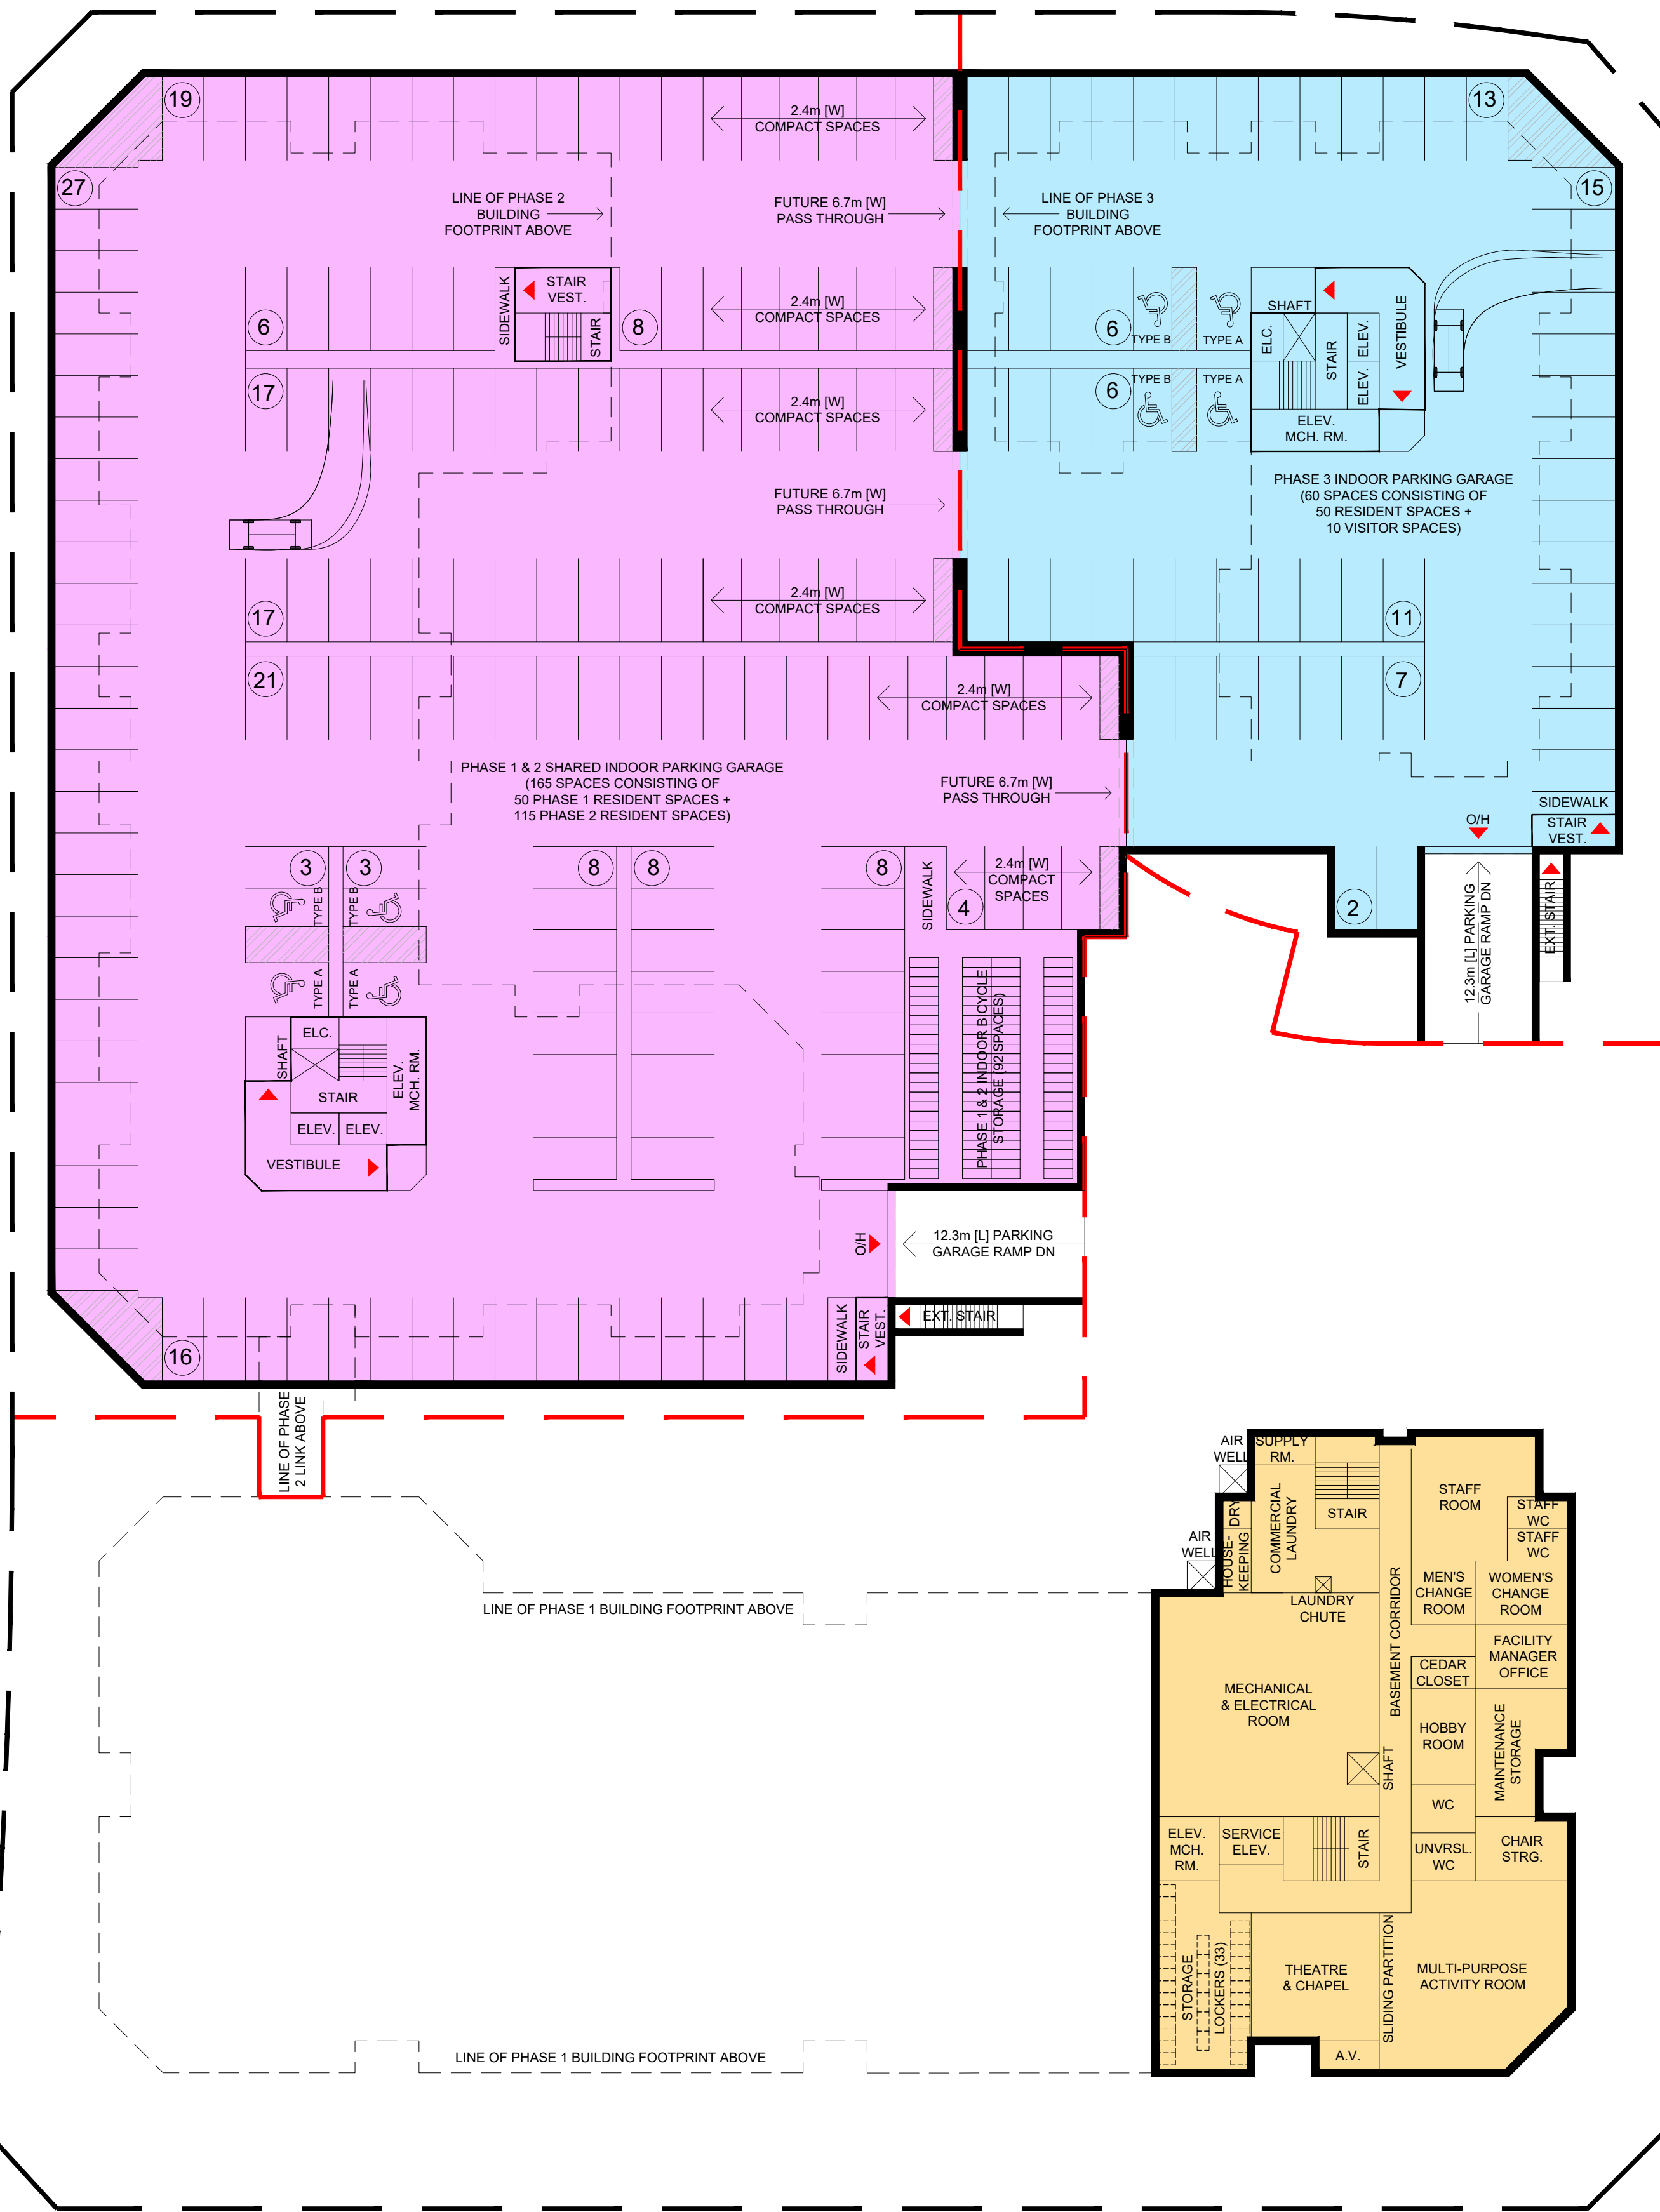 19
2.4m [W]
COMPACT SPACES
13
27
15
LINE OF PHASE 2
BUILDING
FOOTPRINT ABOVE
FUTURE 6.7m [W]
PASS THROUGH
LINE OF PHASE 3
BUILDING
FOOTPRINT ABOVE
6
SIDEWALK
STAIR
VEST.
STAIR
8
2.4m [W]
COMPACT SPACES
6
TYPE B
TYPE A
SHAFT
ELC.
STAIR
ELEV.
ELEV.
VESTIBULE
ELEV.
MCH. RM.
17
2.4m [W]
COMPACT SPACES
6
TYPE B
TYPE A
FUTURE 6.7m [W]
PASS THROUGH
PHASE 3 INDOOR PARKING GARAGE
(60 SPACES CONSISTING OF
50 RESIDENT SPACES +
10 VISITOR SPACES)
17
2.4m [W]
COMPACT SPACES
11
21
2.4m [W]
COMPACT SPACES
7
PHASE 1 & 2 SHARED INDOOR PARKING GARAGE
(165 SPACES CONSISTING OF
50 PHASE 1 RESIDENT SPACES +
115 PHASE 2 RESIDENT SPACES)
FUTURE 6.7m [W]
PASS THROUGH
SIDEWALK
STAIR
VEST.
O/H
3
3
8
8
8
SIDEWALK
2.4m [W]
COMPACT
SPACES
4
2
12.3m [L] PARKING
GARAGE RAMP DN
EXT. STAIR
TYPE B
TYPE B
TYPE A
TYPE A
PHASE 1 & 2 INDOOR BICYCLE
STORAGE (92 SPACES)
SHAFT
ELC.
STAIR
ELEV.
MCH. RM.
ELEV.
ELEV.
VESTIBULE
O/H
12.3m [L] PARKING
GARAGE RAMP DN
16
SIDEWALK
STAIR
VEST.
EXT. STAIR
LINE OF PHASE
2 LINK ABOVE
AIR
WELL
SUPPLY
RM.
STAIR
STAFF
ROOM
STAFF
WC
STAFF
WC
AIR
WELL
DRY
HOUSE-
KEEPING
COMMERCIAL
LAUNDRY
LAUNDRY
CHUTE
BASEMENT CORRIDOR
MEN'S
CHANGE
ROOM
WOMEN'S
CHANGE
ROOM
LINE OF PHASE 1 BUILDING FOOTPRINT ABOVE
FACILITY
MANAGER
OFFICE
CEDAR
CLOSET
MECHANICAL
& ELECTRICAL
ROOM
HOBBY
ROOM
MAINTENANCE
STORAGE
SHAFT
WC
ELEV.
MCH.
RM.
SERVICE
ELEV.
STAIR
UNVRSL.
WC
CHAIR
STRG.
STORAGE
LOCKERS (33)
THEATRE
& CHAPEL
SLIDING PARTITION
MULTI-PURPOSE
ACTIVITY ROOM
A.V.
LINE OF PHASE 1 BUILDING FOOTPRINT ABOVE